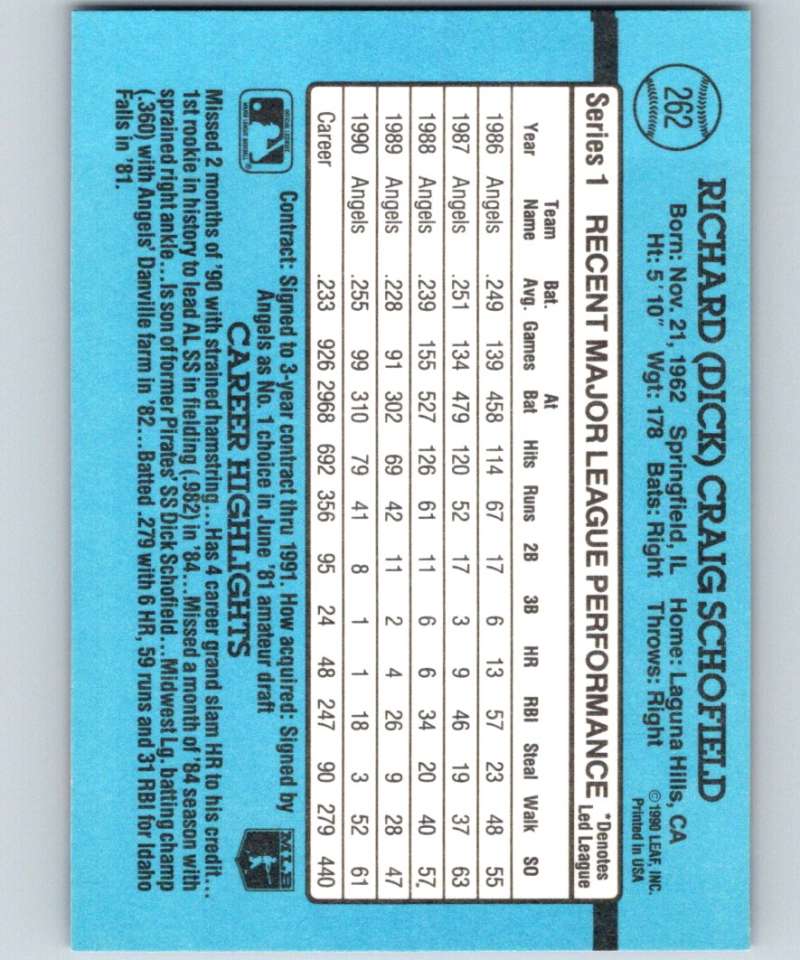 262
RICHARD (DICK) CRAIG SCHOFIELD
Born: Nov. 21, 1962 Springfield, IL Home: Laguna Hills, CA
Ht: 5'10" Wgt: 178 Bats: Right Throws: Right
© 1990 LEAF, INC.
Printed in USA
Series 1 RECENT MAJOR LEAGUE PERFORMANCE *Denotes Led League
Year Team Name Bat. Avg. Games At Bat Hits Runs 2B 3B HR RBI Steal Walk SO
1986 Angels .249 139 458 114 67 17 6 13 57 23 48 55
1987 Angels .251 134 479 120 52 17 3 9 46 19 37 63
1988 Angels .239 155 527 126 61 11 6 6 34 20 40 57
1989 Angels .228 91 302 69 42 11 2 4 26 9 28 47
1990 Angels .255 99 310 79 41 8 1 1 18 3 52 61
Career .233 926 2968 692 356 95 24 48 247 90 279 440
Contract: Signed to 3-year contract thru 1991. How acquired: Signed by
Angels as No. 1 choice in June '81 amateur draft
MLB
CAREER HIGHLIGHTS
Missed 2 months of '90 with strained hamstring...Has 4 career grand slam HR to his credit...
1st rookie in history to lead AL SS in fielding (.982) in '84...Missed a month of '84 season with
sprained right ankle...Is son of former Pirates' SS Dick Schofield...Midwest Lg. batting champ
(.360) with Angels' Danville farm in '82...Batted .279 with 6 HR, 59 runs and 31 RBI for Idaho
Falls in '81.